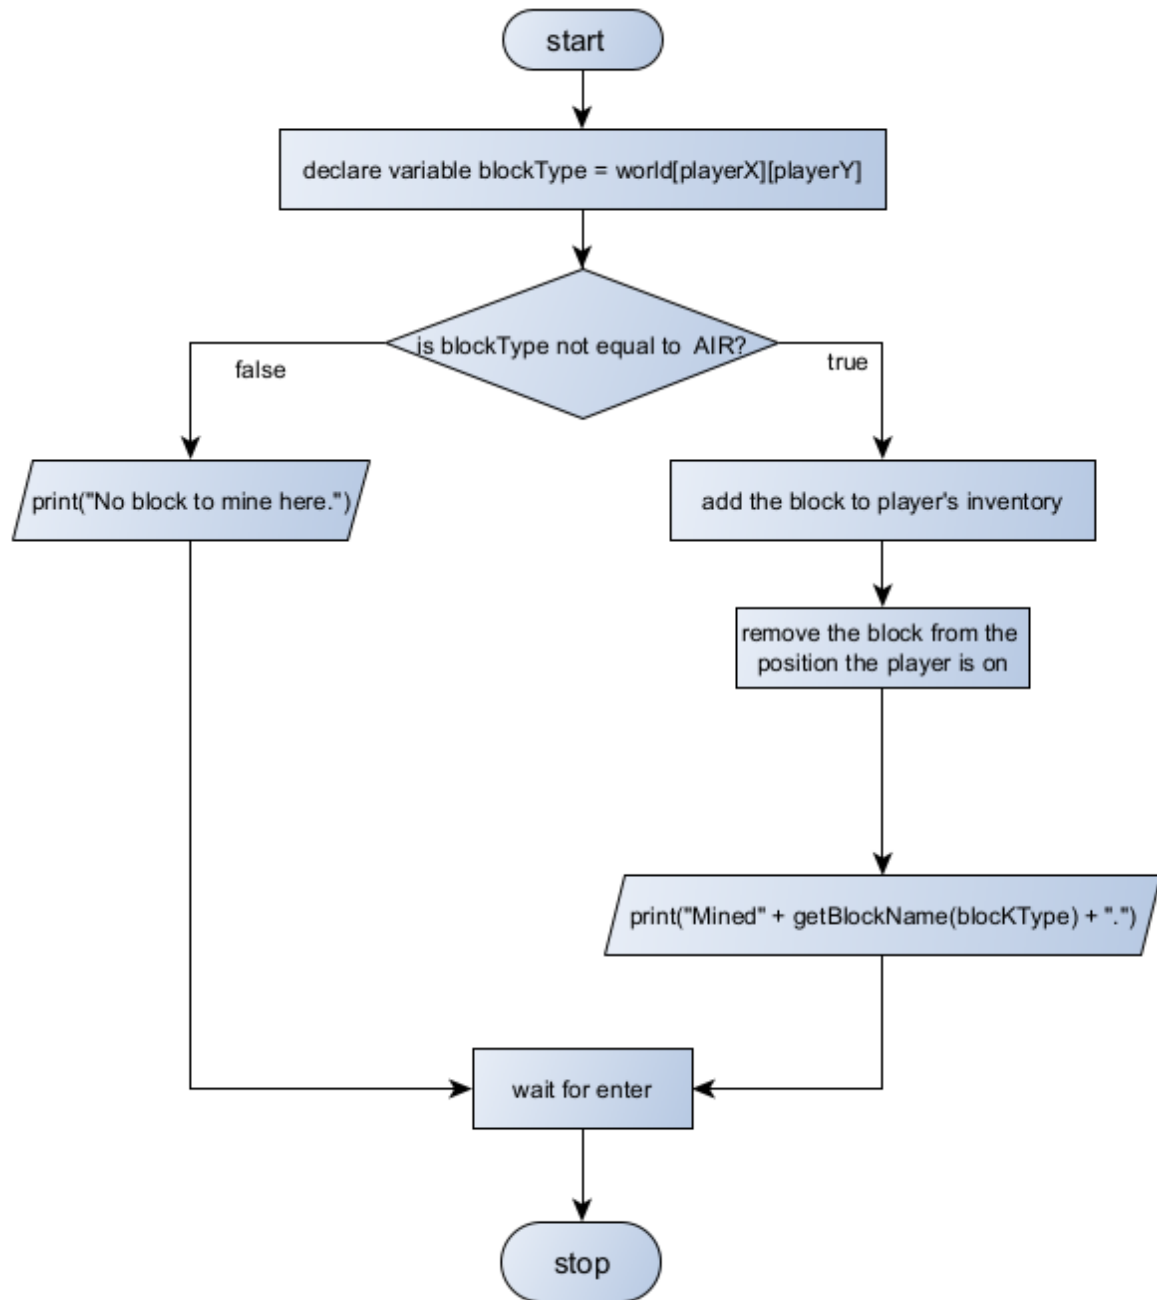 start
declare variable blockType = world[playerX][playerY]
is blockType not equal to  AIR?
false
true
print("No block to mine here.")
add the block to player's inventory
remove the block from the
position the player is on
print("Mined" + getBlockName(blocKType) + ".")
wait for enter
stop